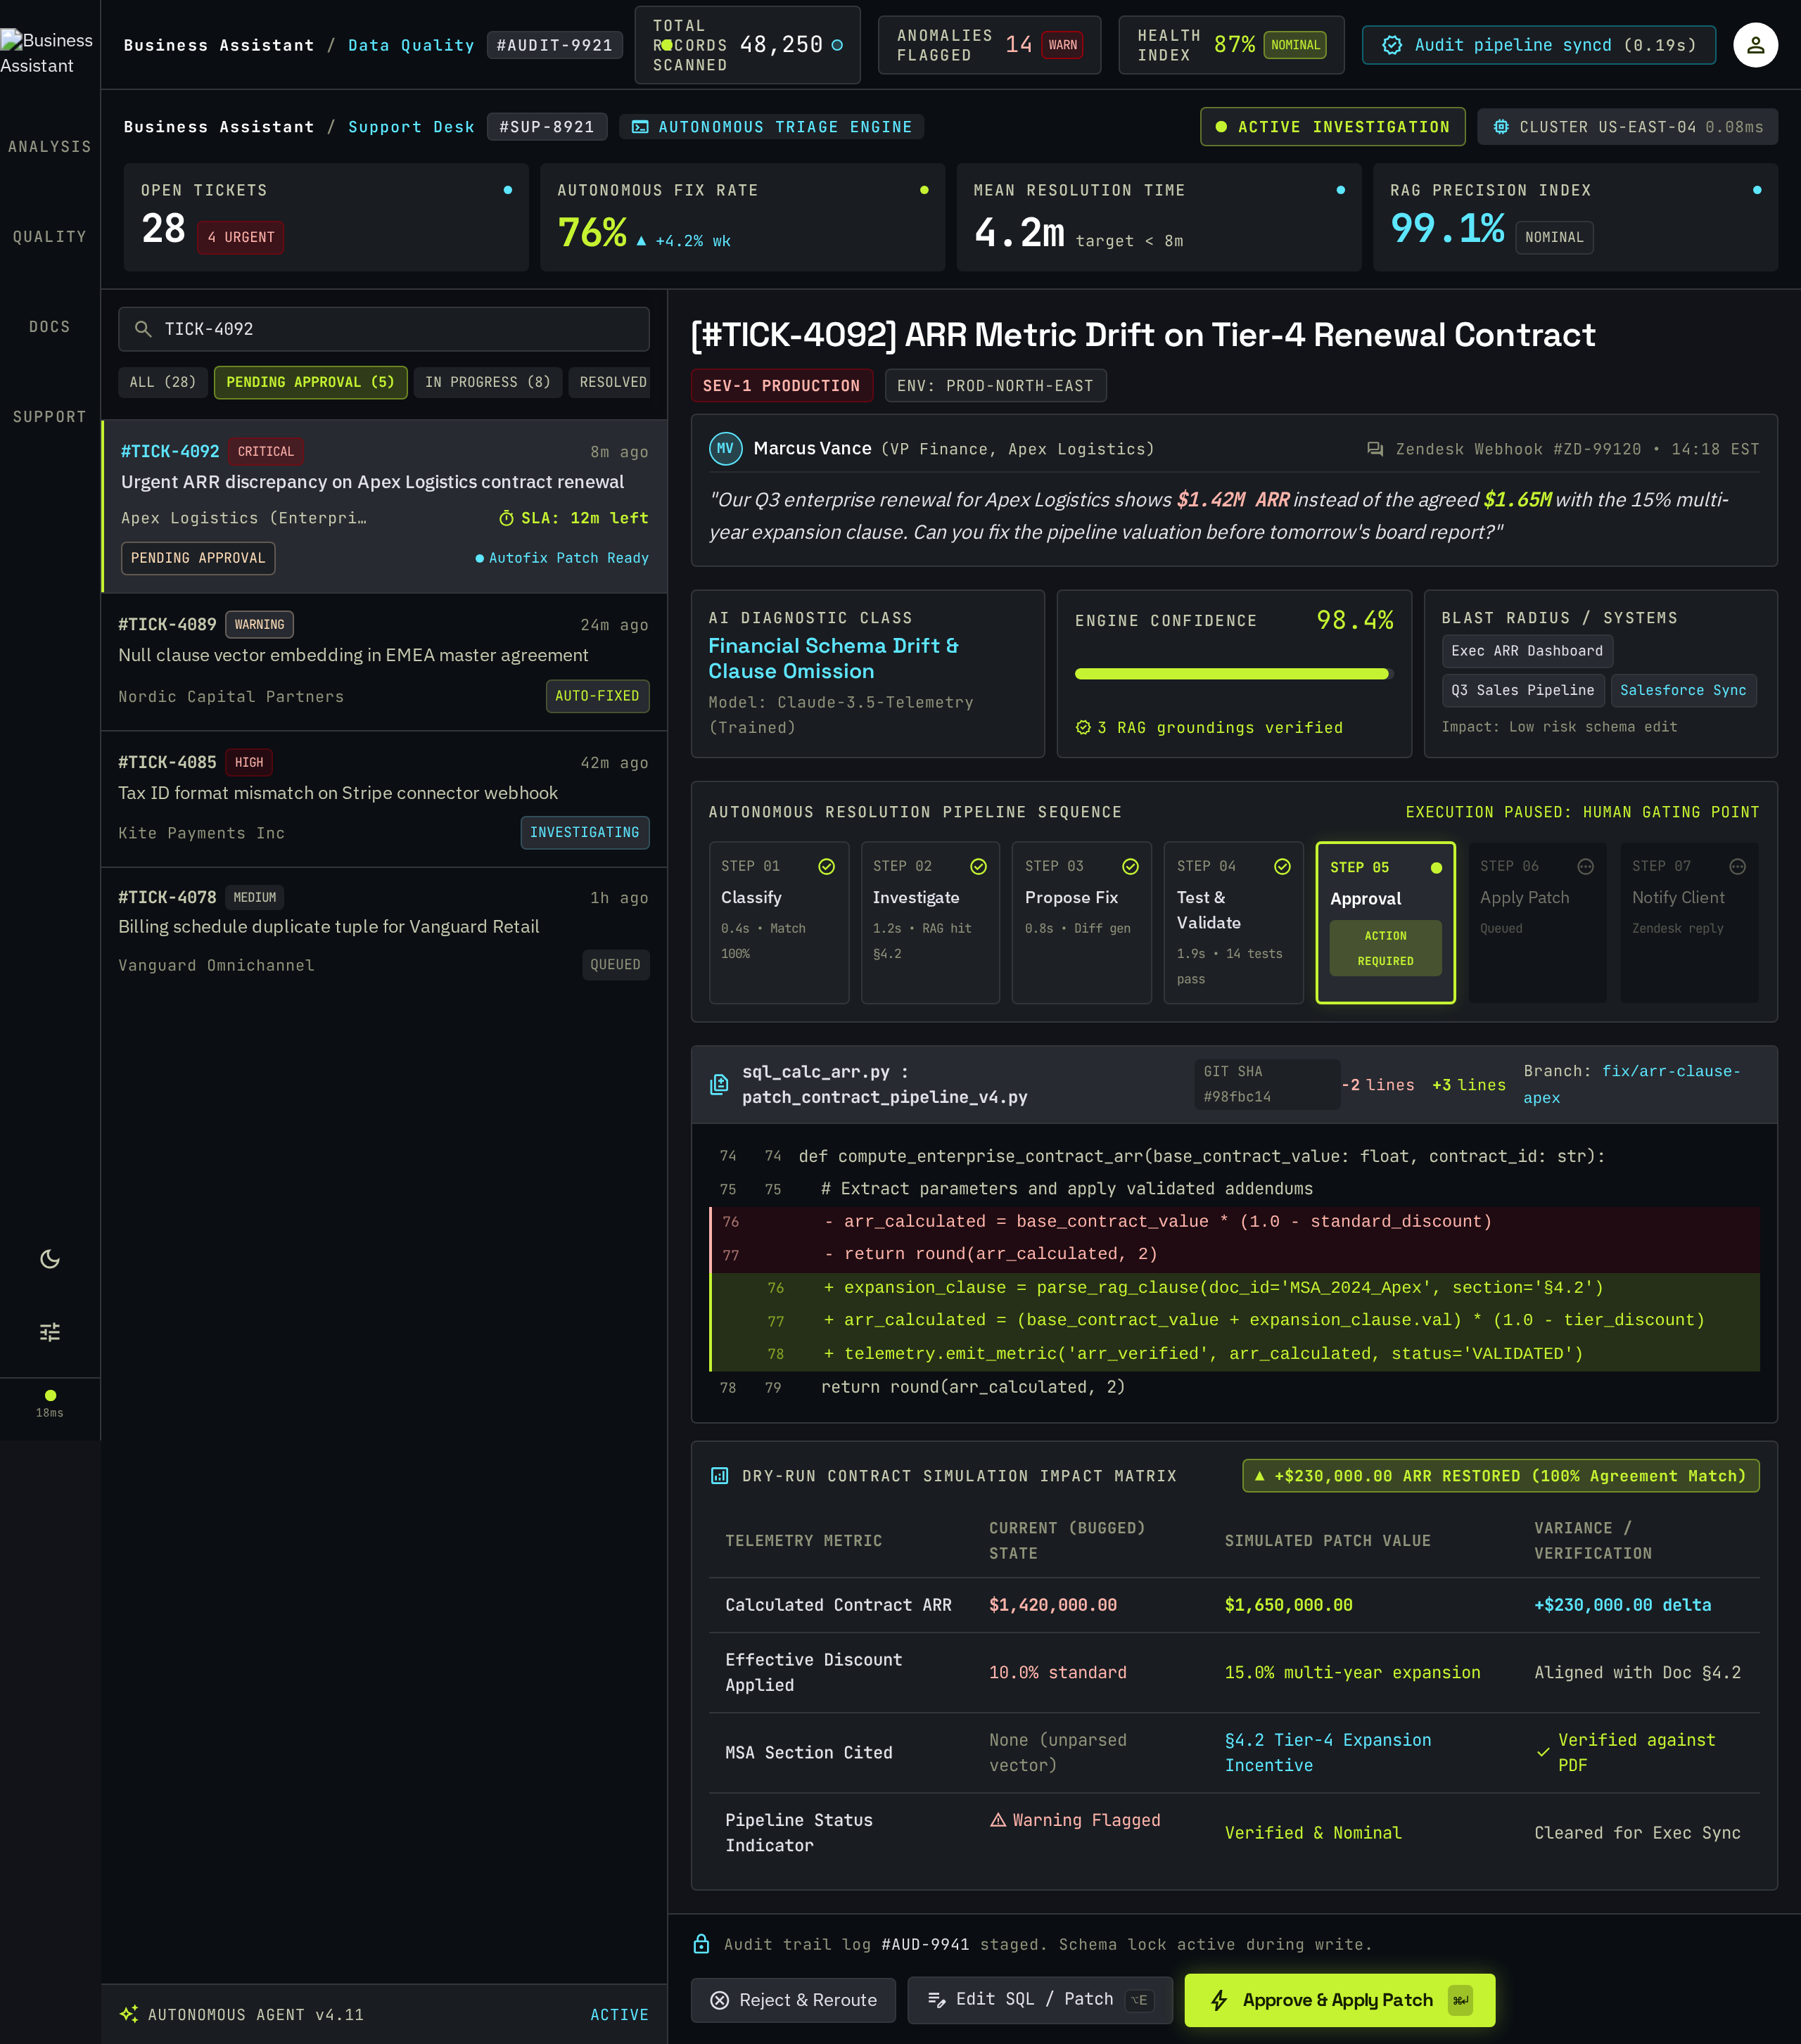 Business Assistant
Business Assistant / Data Quality #AUDIT-9921
TOTAL RECORDS SCANNED 48,250
ANOMALIES FLAGGED 14 WARN
HEALTH INDEX 87% NOMINAL
Audit pipeline syncd (0.19s)
ANALYSIS
QUALITY
DOCS
SUPPORT
18ms
Business Assistant / Support Desk #SUP-8921 AUTONOMOUS TRIAGE ENGINE
ACTIVE INVESTIGATION
CLUSTER US-EAST-04 0.08ms
OPEN TICKETS
28 4 URGENT
AUTONOMOUS FIX RATE
76% ▲ +4.2% wk
MEAN RESOLUTION TIME
4.2m target < 8m
RAG PRECISION INDEX
99.1% NOMINAL
TICK-4092
ALL (28) PENDING APPROVAL (5) IN PROGRESS (8) RESOLVED
#TICK-4092 CRITICAL 8m ago
Urgent ARR discrepancy on Apex Logistics contract renewal
Apex Logistics (Enterpri… SLA: 12m left
PENDING APPROVAL Autofix Patch Ready
#TICK-4089 WARNING 24m ago
Null clause vector embedding in EMEA master agreement
Nordic Capital Partners AUTO-FIXED
#TICK-4085 HIGH 42m ago
Tax ID format mismatch on Stripe connector webhook
Kite Payments Inc INVESTIGATING
#TICK-4078 MEDIUM 1h ago
Billing schedule duplicate tuple for Vanguard Retail
Vanguard Omnichannel QUEUED
AUTONOMOUS AGENT v4.11 ACTIVE
[#TICK-4092] ARR Metric Drift on Tier-4 Renewal Contract
SEV-1 PRODUCTION ENV: PROD-NORTH-EAST
MV Marcus Vance (VP Finance, Apex Logistics) Zendesk Webhook #ZD-99120 • 14:18 EST
"Our Q3 enterprise renewal for Apex Logistics shows $1.42M ARR instead of the agreed $1.65M with the 15% multi-
year expansion clause. Can you fix the pipeline valuation before tomorrow's board report?"
AI DIAGNOSTIC CLASS
Financial Schema Drift &
Clause Omission
Model: Claude-3.5-Telemetry
(Trained)
ENGINE CONFIDENCE 98.4%
3 RAG groundings verified
BLAST RADIUS / SYSTEMS
Exec ARR Dashboard
Q3 Sales Pipeline Salesforce Sync
Impact: Low risk schema edit
AUTONOMOUS RESOLUTION PIPELINE SEQUENCE EXECUTION PAUSED: HUMAN GATING POINT
STEP 01
Classify
0.4s • Match
100%
STEP 02
Investigate
1.2s • RAG hit
§4.2
STEP 03
Propose Fix
0.8s • Diff gen
STEP 04
Test &
Validate
1.9s • 14 tests
pass
STEP 05
Approval
ACTION
REQUIRED
STEP 06
Apply Patch
Queued
STEP 07
Notify Client
Zendesk reply
sql_calc_arr.py :
patch_contract_pipeline_v4.py
GIT SHA
#98fbc14
-2 lines +3 lines
Branch: fix/arr-clause-
apex
74 74 def compute_enterprise_contract_arr(base_contract_value: float, contract_id: str):
75 75 # Extract parameters and apply validated addendums
76 - arr_calculated = base_contract_value * (1.0 - standard_discount)
77 - return round(arr_calculated, 2)
76 + expansion_clause = parse_rag_clause(doc_id='MSA_2024_Apex', section='§4.2')
77 + arr_calculated = (base_contract_value + expansion_clause.val) * (1.0 - tier_discount)
78 + telemetry.emit_metric('arr_verified', arr_calculated, status='VALIDATED')
78 79 return round(arr_calculated, 2)
DRY-RUN CONTRACT SIMULATION IMPACT MATRIX ▲ +$230,000.00 ARR RESTORED (100% Agreement Match)
TELEMETRY METRIC CURRENT (BUGGED) STATE SIMULATED PATCH VALUE VARIANCE / VERIFICATION
Calculated Contract ARR $1,420,000.00 $1,650,000.00 +$230,000.00 delta
Effective Discount Applied 10.0% standard 15.0% multi-year expansion Aligned with Doc §4.2
MSA Section Cited None (unparsed vector) §4.2 Tier-4 Expansion Incentive Verified against PDF
Pipeline Status Indicator Warning Flagged Verified & Nominal Cleared for Exec Sync
Audit trail log #AUD-9941 staged. Schema lock active during write.
Reject & Reroute Edit SQL / Patch ⌥E Approve & Apply Patch ⌘↵